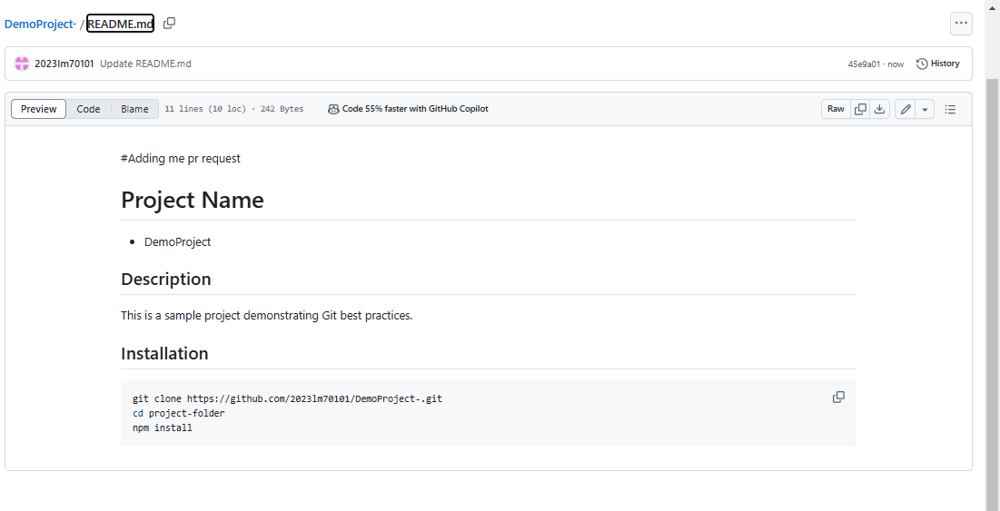 DemoProject- / README.md
2023lm70101 Update README.md 45e9a01 · now History
Preview Code Blame 11 lines (10 loc) · 242 Bytes Code 55% faster with GitHub Copilot Raw
#Adding me pr request
Project Name
• DemoProject
Description
This is a sample project demonstrating Git best practices.
Installation
git clone https://github.com/2023lm70101/DemoProject-.git
cd project-folder
npm install